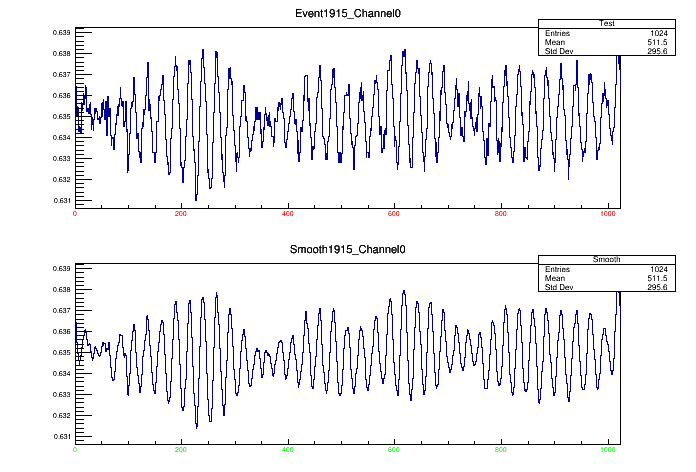 Event1915_Channel0
Test
Entries 1024
Mean 511.5
Std Dev 295.6
0.639
0.638
0.637
0.636
0.635
0.634
0.633
0.632
0.631
0 200 400 600 800 1000
Smooth1915_Channel0
Smooth
Entries 1024
Mean 511.5
Std Dev 295.6
0.639
0.638
0.637
0.636
0.635
0.634
0.633
0.632
0.631
0 200 400 600 800 1000